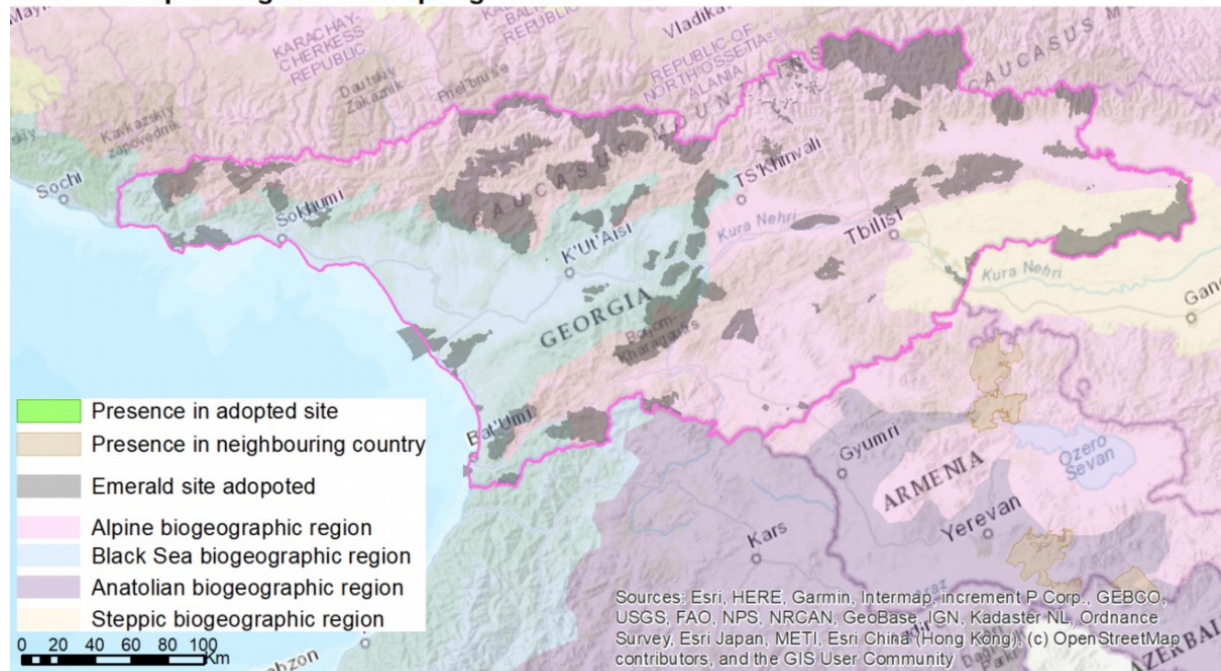 KARACHAY-
CHERKESS
REPUBLIC
Vladika
REPUBLIC OF
NORTH OSSETIA-
ALANIA
Dautskiy
Zakaznik
Kavkazskiy
zapovednik
CAUCASUS M
CAUCASUS MOUNTAINS
Sochi
Sokhumi
Ts'Khinvali
K'Ut'Aisi
Kura Nehri
Tbilisi
Kura Nehri
GEORGIA
Bat'Umi
Gyumri
Ozero
Sevan
ARMENIA
Kars
Yerevan
Presence in adopted site
Presence in neighbouring country
Emerald site adopoted
Alpine biogeographic region
Black Sea biogeographic region
Anatolian biogeographic region
Steppic biogeographic region
0 20 40 60 80 100
Km
abzon
Sources: Esri, HERE, Garmin, Intermap, increment P Corp., GEBCO,
USGS, FAO, NPS, NRCAN, GeoBase, IGN, Kadaster NL, Ordnance
Survey, Esri Japan, METI, Esri China (Hong Kong), (c) OpenStreetMap
contributors, and the GIS User Community
ZERBAI